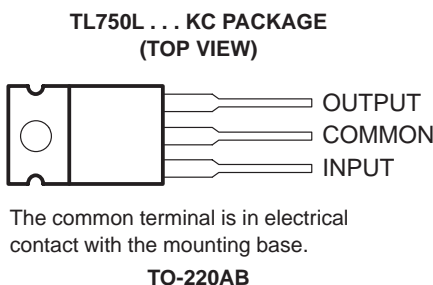 TL750L . . . KC PACKAGE
(TOP VIEW)
OUTPUT
COMMON
INPUT
The common terminal is in electrical
contact with the mounting base.
TO-220AB